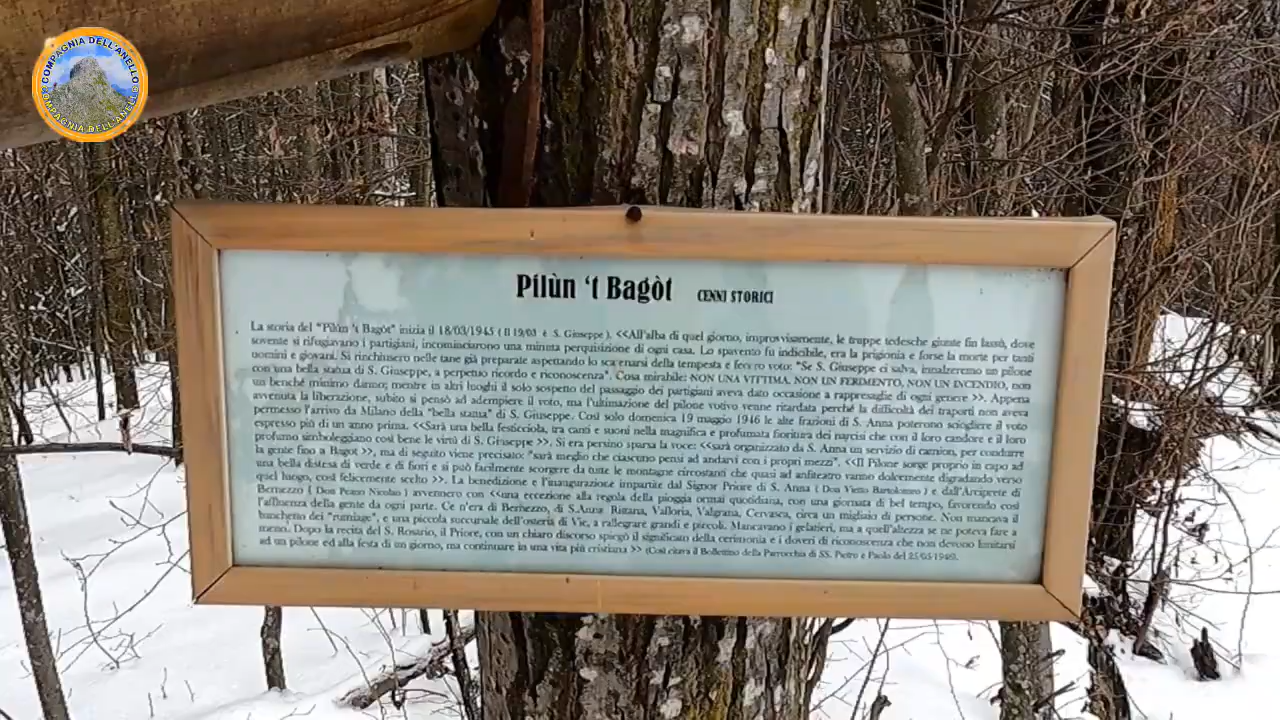 COMPAGNIA DELL'ANELLO
COMPAGNIA DELL'ANELLO
Pilùn 't Bagòt CENNI STORICI
La storia del "Pilùn 't Bagòt" inizia il 18/03/1945 ( Il 19/03 è S. Giuseppe ). <<All'alba di quel giorno, improvvisamente, le truppe tedesche giunte fin lassù, dove
sovente si rifugiavano i partigiani, incominciarono una minuta perquisizione di ogni casa. Lo spavento fu indicibile, era la prigionia e forse la morte per tanti
uomini e giovani. Si rinchiusero nelle tane già preparate aspettando lo scatenarsi della tempesta e fecero voto: "Se S. Giuseppe ci salva, innalzeremo un pilone
con una bella statua di S. Giuseppe, a perpetuo ricordo e riconoscenza". Cosa mirabile: NON UNA VITTIMA, NON UN FERIMENTO, NON UN INCENDIO, non
un benché minimo danno; mentre in altri luoghi il solo sospetto del passaggio dei partigiani aveva dato occasione a rappresaglie di ogni genere >>. Appena
avvenuta la liberazione, subito si pensò ad adempiere il voto, ma l'ultimazione del pilone votivo venne ritardata perché la difficoltà dei traporti non aveva
permesso l'arrivo da Milano della "bella statua" di S. Giuseppe. Così solo domenica 19 maggio 1946 le alte frazioni di S. Anna poterono sciogliere il voto
espresso più di un anno prima. <<Sarà una bella festicciola, tra canti e suoni nella magnifica e profumata fioritura dei narcisi che con il loro candore e il loro
profumo simboleggiano così bene le virtù di S. Giuseppe >>. Si era persino sparsa la voce: <<sarà organizzato da S. Anna un servizio di camion, per condurre
la gente fino a Bagot >>, ma di seguito viene precisato: "sarà meglio che ciascuno pensi ad andarvi con i propri mezzi". <<Il Pilone sorge proprio in capo ad
una bella distesa di verde e di fiori e si può facilmente scorgere da tutte le montagne circostanti che quasi ad anfiteatro vanno dolcemente digradando verso
quel luogo, così felicemente scelto >>. La benedizione e l'inaugurazione impartite dal Signor Priore di S. Anna ( Don Vietto Bartolomeo ) e dall'Arciprete di
Bernezzo ( Don Peano Nicolao ) avvennero con <<una eccezione alla regola della pioggia ormai quotidiana, con una giornata di bel tempo, favorendo così
l'affluenza della gente da ogni parte. Ce n'era di Bernezzo, di S.Anna Rittana, Valloria, Valgrana, Cervasca, circa un migliaio di persone. Non mancava il
banchetto dei "rumiage", e una piccola succursale dell'osteria di Vie, a rallegrare grandi e piccoli. Mancavano i gelatieri, ma a quell'altezza se ne poteva fare a
meno. Dopo la recita del S. Rosario, il Priore, con un chiaro discorso spiegò il significato della cerimonia e i doveri di riconoscenza che non devono limitarsi
ad un pilone ed alla festa di un giorno, ma continuare in una vita più cristiana >> (Così citava il Bollettino della Parrocchia di SS. Pietro e Paolo del 25/05/1946).